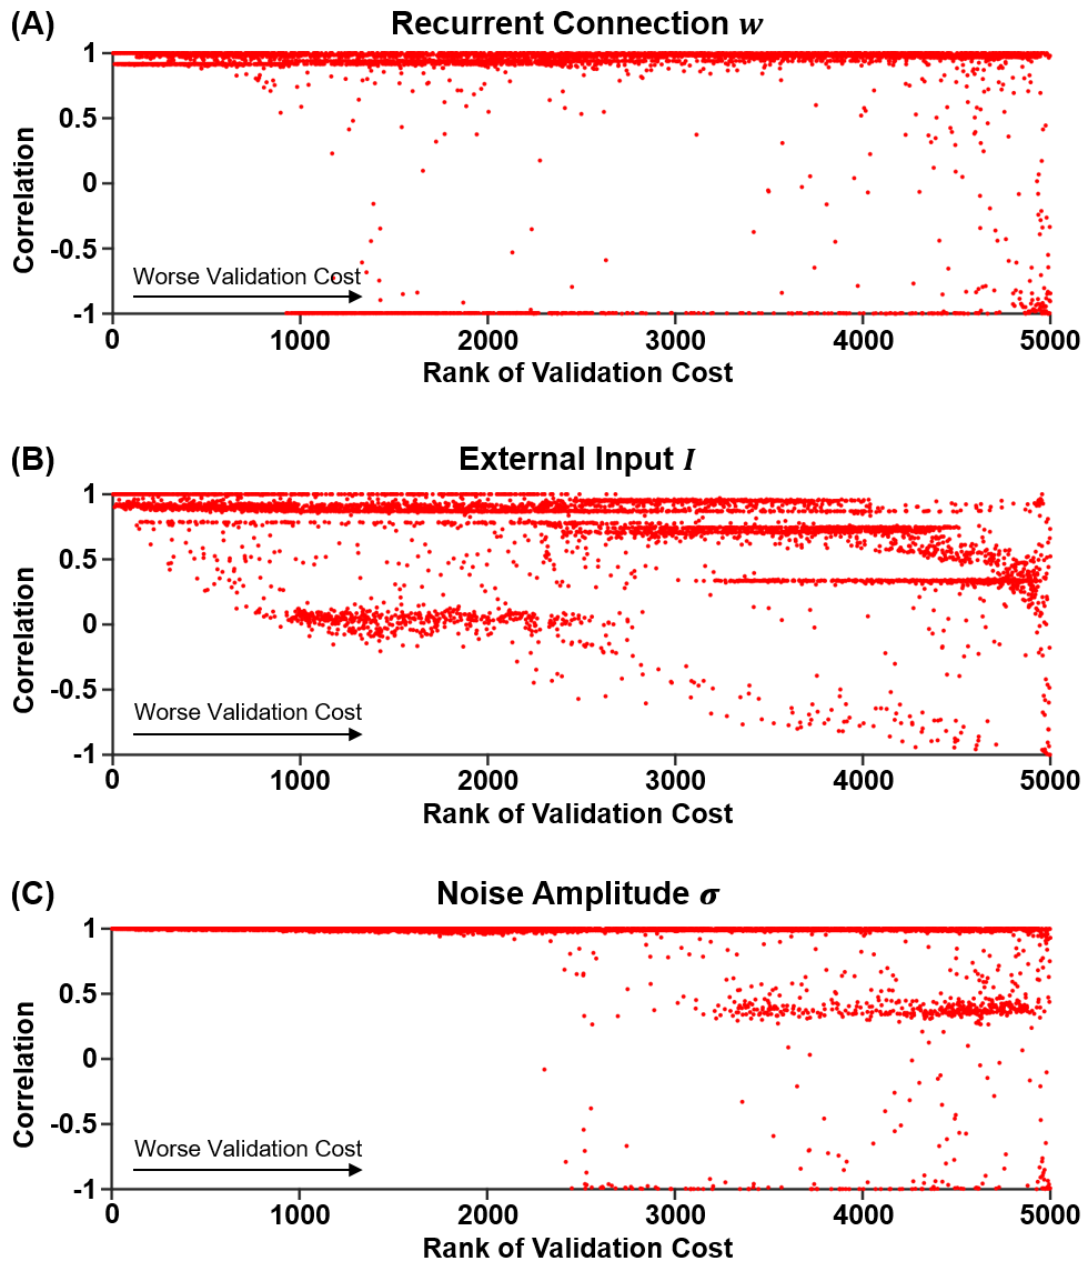 (A)
Recurrent Connection w
Correlation
1
0.5
0
-0.5
-1
Worse Validation Cost
0 1000 2000 3000 4000 5000
Rank of Validation Cost
(B)
External Input I
Correlation
1
0.5
0
-0.5
-1
Worse Validation Cost
0 1000 2000 3000 4000 5000
Rank of Validation Cost
(C)
Noise Amplitude σ
Correlation
1
0.5
0
-0.5
-1
Worse Validation Cost
0 1000 2000 3000 4000 5000
Rank of Validation Cost